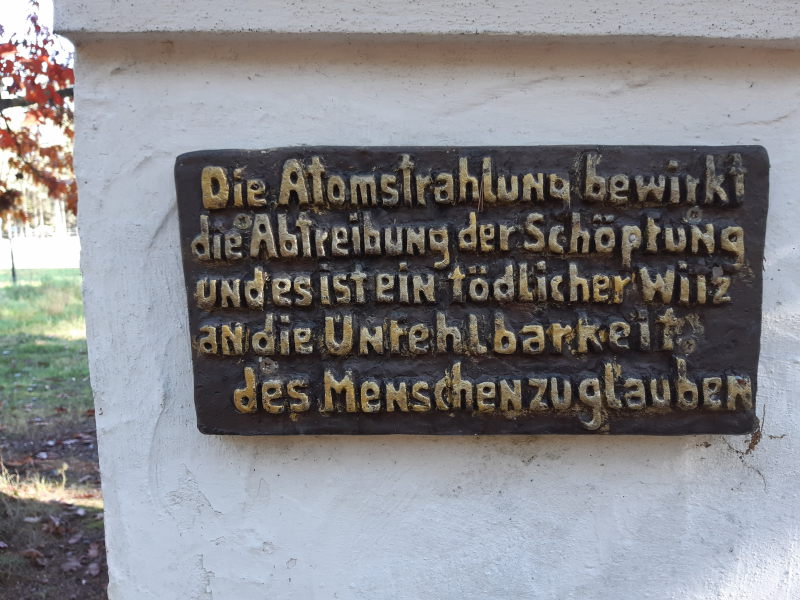 Die Atomstrahlung bewirkt
die Abtreibung der Schöpfung
und es ist ein tödlicher Witz
an die Unfehlbarkeit
des Menschen zu glauben